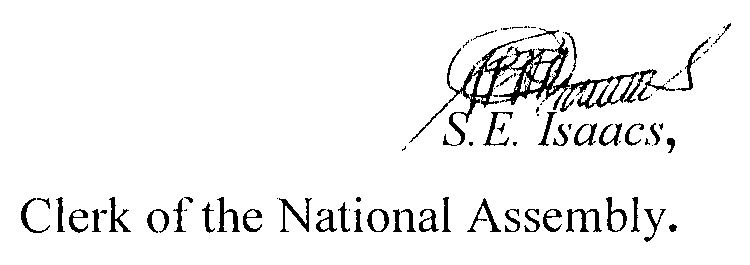 S.E. Isaacs,
Clerk of the National Assembly.